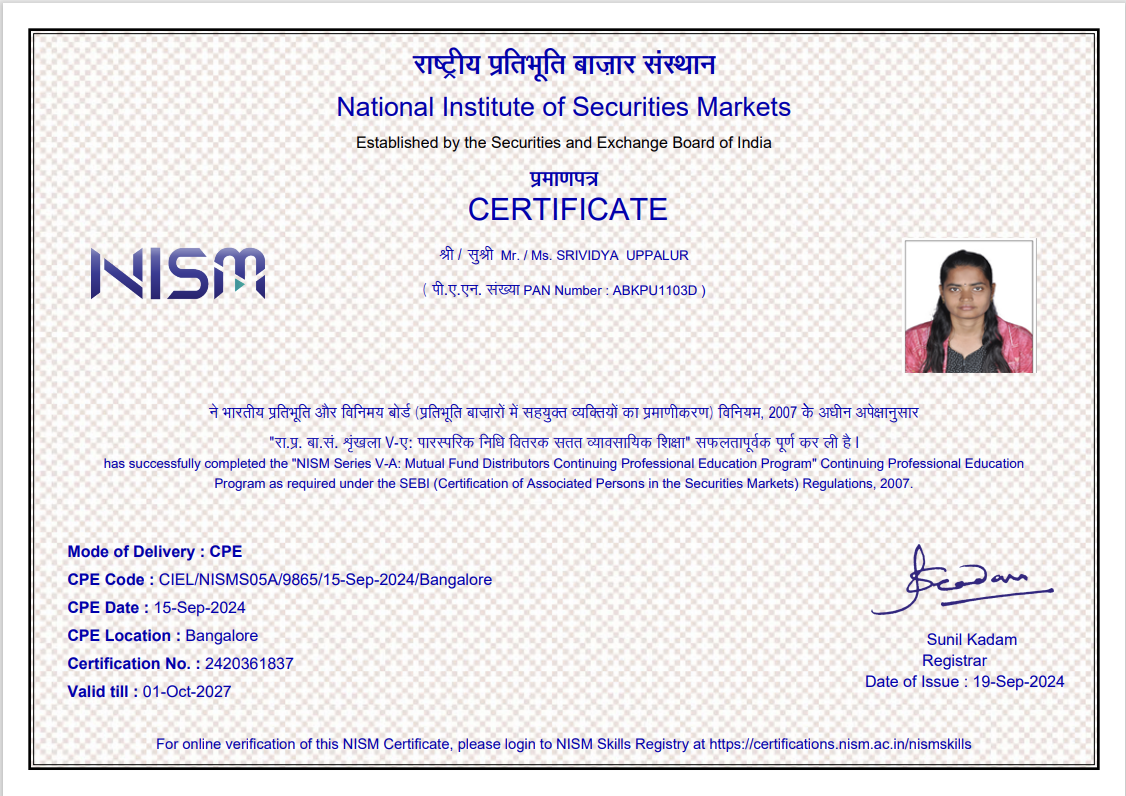 राष्ट्रीय प्रतिभूति बाज़ार संस्थान
National Institute of Securities Markets
Established by the Securities and Exchange Board of India
प्रमाणपत्र
CERTIFICATE
NISM
श्री / सुश्री Mr. / Ms. SRIVIDYA UPPALUR
( पी.ए.एन. संख्या PAN Number : ABKPU1103D )
ने भारतीय प्रतिभूति और विनिमय बोर्ड (प्रतिभूति बाज़ारों में सहयुक्त व्यक्तियों का प्रमाणीकरण) विनियम, 2007 के अधीन अपेक्षानुसार
"रा.प्र. बा.सं. शृंखला V-ए: पारस्परिक निधि वितरक सतत व्यावसायिक शिक्षा" सफलतापूर्वक पूर्ण कर ली है।
has successfully completed the "NISM Series V-A: Mutual Fund Distributors Continuing Professional Education Program" Continuing Professional Education
Program as required under the SEBI (Certification of Associated Persons in the Securities Markets) Regulations, 2007.
Mode of Delivery : CPE
CPE Code : CIEL/NISMS05A/9865/15-Sep-2024/Bangalore
CPE Date : 15-Sep-2024
CPE Location : Bangalore
Certification No. : 2420361837
Valid till : 01-Oct-2027
Sunil Kadam
Registrar
Date of Issue : 19-Sep-2024
For online verification of this NISM Certificate, please login to NISM Skills Registry at https://certifications.nism.ac.in/nismskills